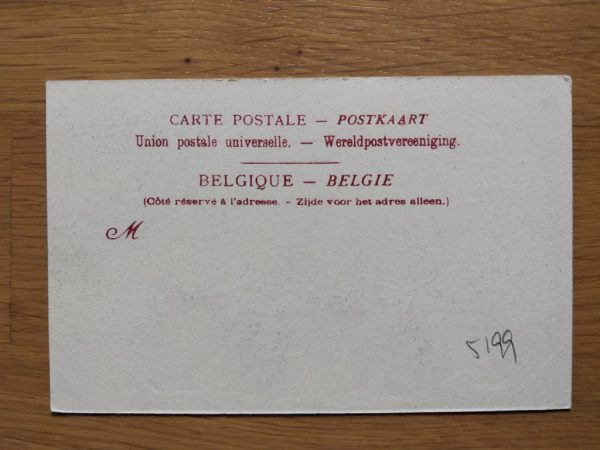 CARTE POSTALE — POSTKAART
Union postale universelle. — Wereldpostvereeniging.
BELGIQUE — BELGIE
(Côté réservé à l'adresse. - Zijde voor het adres alleen.)
M
5199